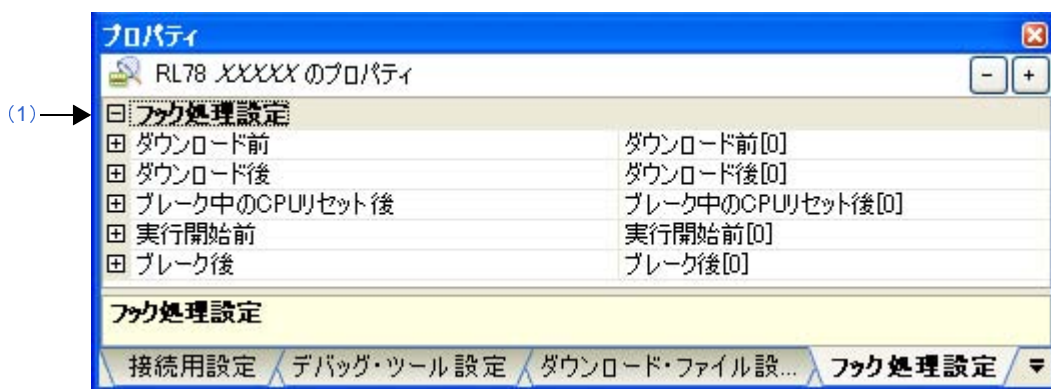 プロパティ
RL78 XXXXX のプロパティ
- +
(1)
フック処理設定
ダウンロード前 ダウンロード前[0]
ダウンロード後 ダウンロード後[0]
ブレーク中のCPUリセット後 ブレーク中のCPUリセット後[0]
実行開始前 実行開始前[0]
ブレーク後 ブレーク後[0]
フック処理設定
接続用設定 デバッグ・ツール設定 ダウンロード・ファイル設... フック処理設定